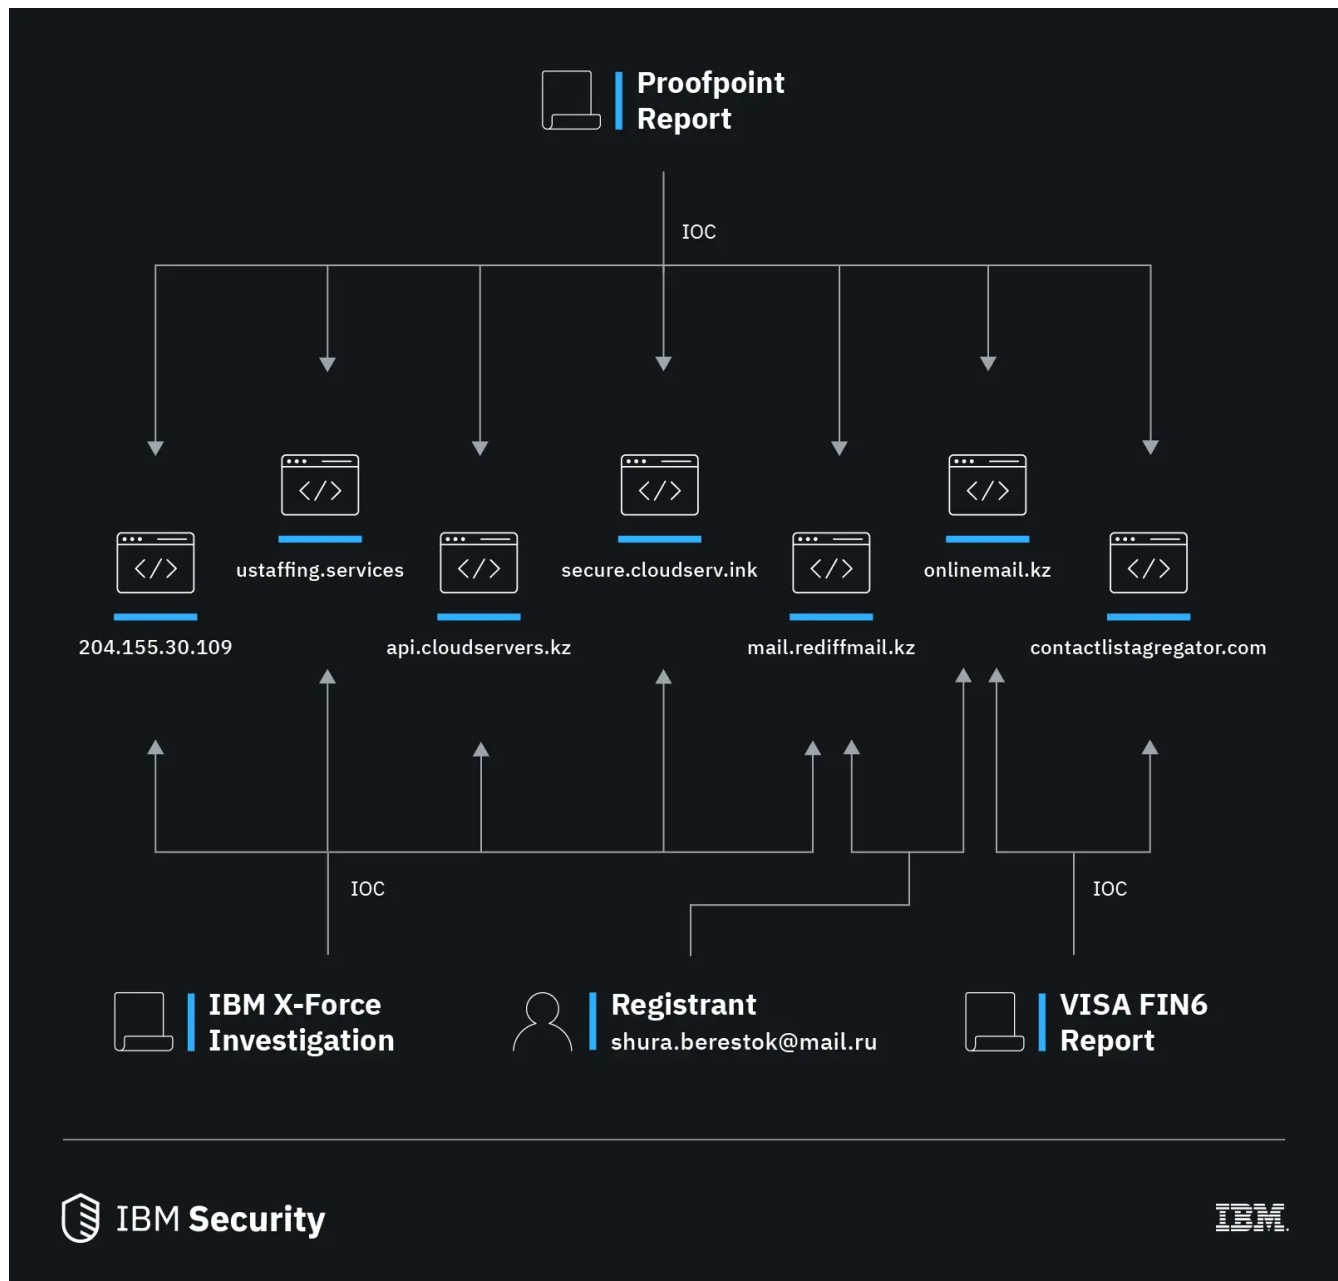 Proofpoint
Report
IOC
ustaffing.services
secure.cloudserv.ink
onlinemail.kz
204.155.30.109
api.cloudservers.kz
mail.rediffmail.kz
contactlistagregator.com
IOC
IOC
IBM X-Force
Investigation
Registrant
shura.berestok@mail.ru
VISA FIN6
Report
IBM Security
IBM.